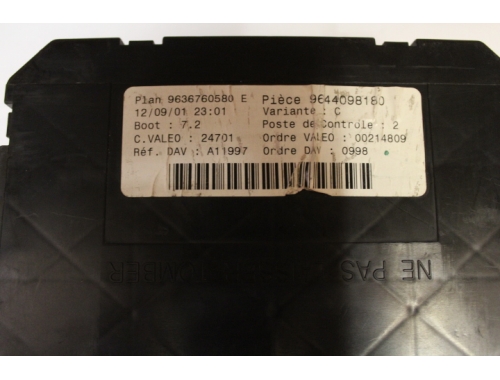 Plan 9636760580 E Pièce 9644098180
12/09/01 23:01 Variante : C
Boot : 7.2 Poste de Controle : 2
C.VALEO : 24701 Ordre VALEO : 00214809
Réf. DAV : A11997 Ordre DAV : 0998
NE PAS